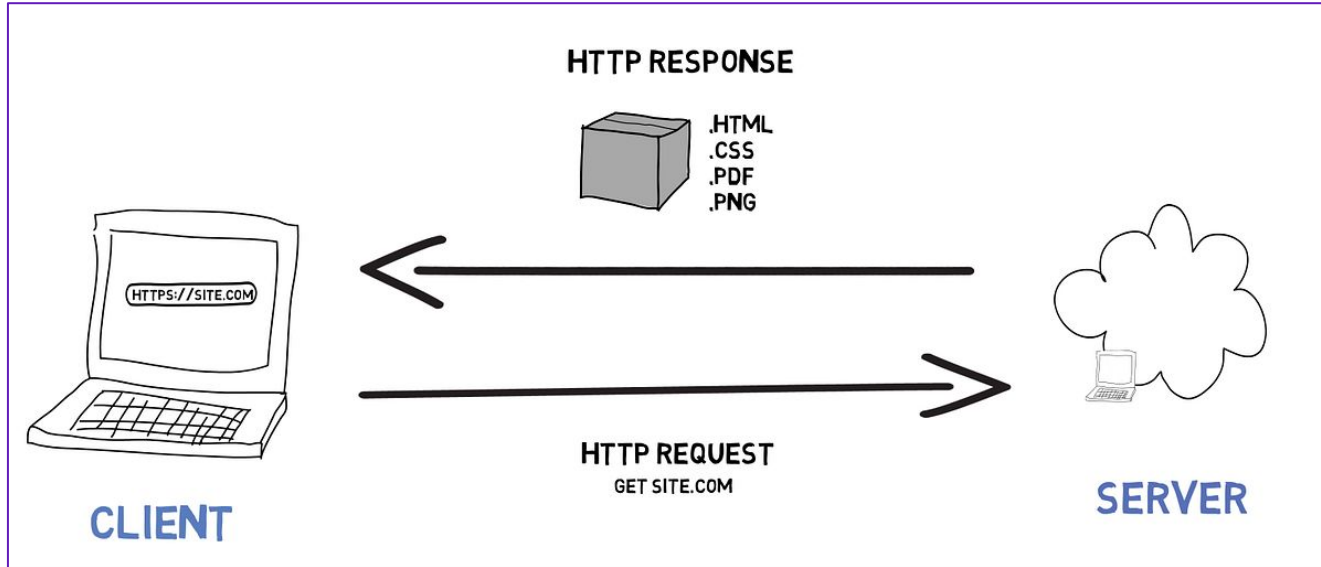 HTTP RESPONSE
.HTML
.CSS
.PDF
.PNG
HTTPS://SITE.COM
HTTP REQUEST
GET SITE.COM
CLIENT
SERVER